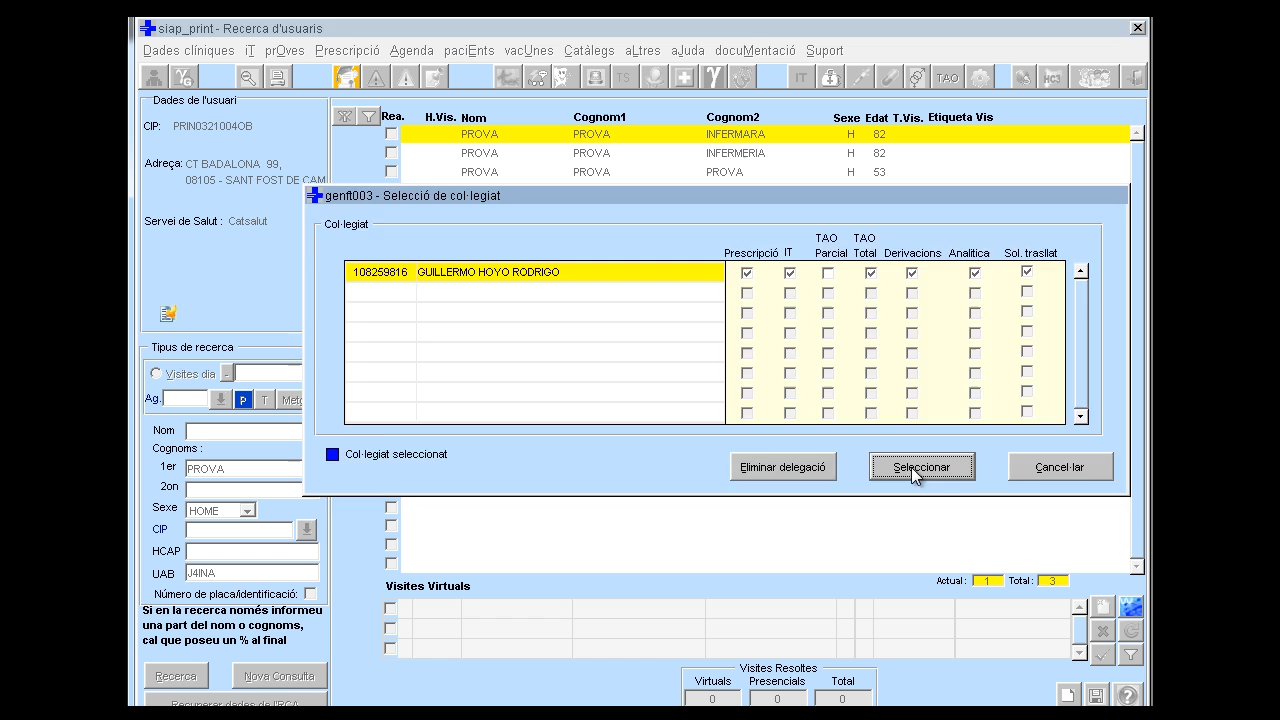 siap_print - Recerca d'usuaris
Dades clíniques iT prOves Prescripció Agenda paciEnts vacUnes Catàlegs aLtres aJuda docuMentació Suport
TS γ IT TAO HC3
Dades de l'usuari
CIP: PRIN0321004OB
Adreça: CT BADALONA 99,
08105 - SANT FOST DE CAM
Servei de Salut : Catsalut
Rea. H.Vis. Nom Cognom1 Cognom2 Sexe Edat T.Vis. Etiqueta Vis
PROVA PROVA INFERMARA H 82
PROVA PROVA INFERMERIA H 82
PROVA PROVA PROVA H 53
genft003 - Selecció de col·legiat
Col·legiat
TAO TAO
Prescripció IT Parcial Total Derivacions Analítica Sol. trasllat
108259816 GUILLERMO HOYO RODRIGO
Col·legiat seleccionat
Eliminar delegació Seleccionar Cancel·lar
Tipus de recerca
Visites dia -
Ag. P T Metg
Nom
Cognoms :
1er PROVA
2on
Sexe HOME
CIP
HCAP
UAB J4INA
Número de placa/identificació:
Si en la recerca només informeu
una part del nom o cognoms,
cal que poseu un % al final
Recerca Nova Consulta
Recuperar dades de l'RCA
Actual : 1 Total : 3
Visites Virtuals
Visites Resoltes
Virtuals Presencials Total
0 0 0